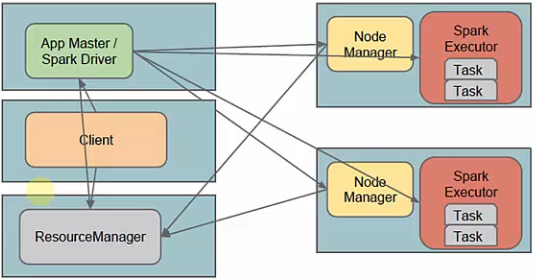 App Master /
Spark Driver
Client
ResourceManager
Node
Manager
Spark
Executor
Task
Task
Node
Manager
Spark
Executor
Task
Task